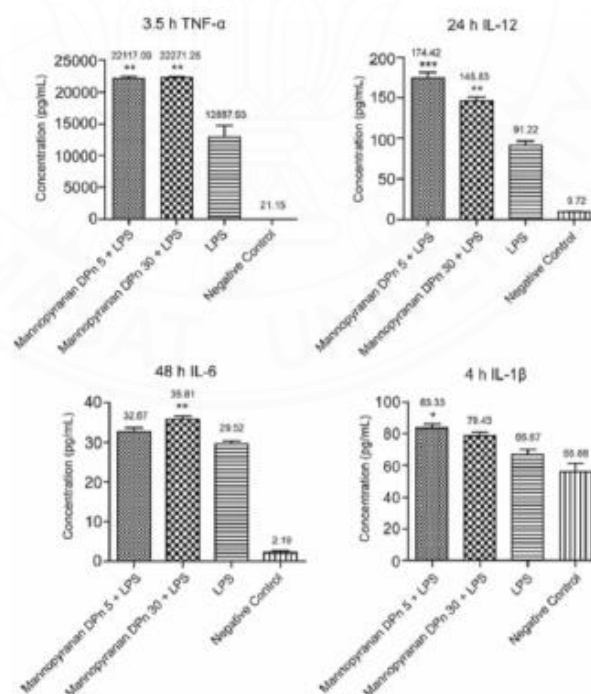 3.5 h TNF-α
Concentration (pg/mL)
25000
20000
15000
10000
5000
0
22117.09
**
22271.25
**
12887.03
21.15
Mannopyranan DPn 5 + LPS
Mannopyranan DPn 30 + LPS
LPS
Negative Control
24 h IL-12
Concentration (pg/mL)
200
150
100
50
0
174.42
***
145.83
**
91.22
9.72
Mannopyranan DPn 5 + LPS
Mannopyranan DPn 30 + LPS
LPS
Negative Control
48 h IL-6
Concentration (pg/mL)
40
30
20
10
0
32.67
35.81
**
29.52
2.19
Mannopyranan DPn 5 + LPS
Mannopyranan DPn 30 + LPS
LPS
Negative Control
4 h IL-1β
Concentration (pg/mL)
100
80
60
40
20
0
83.33
*
78.43
66.67
55.88
Mannopyranan DPn 5 + LPS
Mannopyranan DPn 30 + LPS
LPS
Negative Control